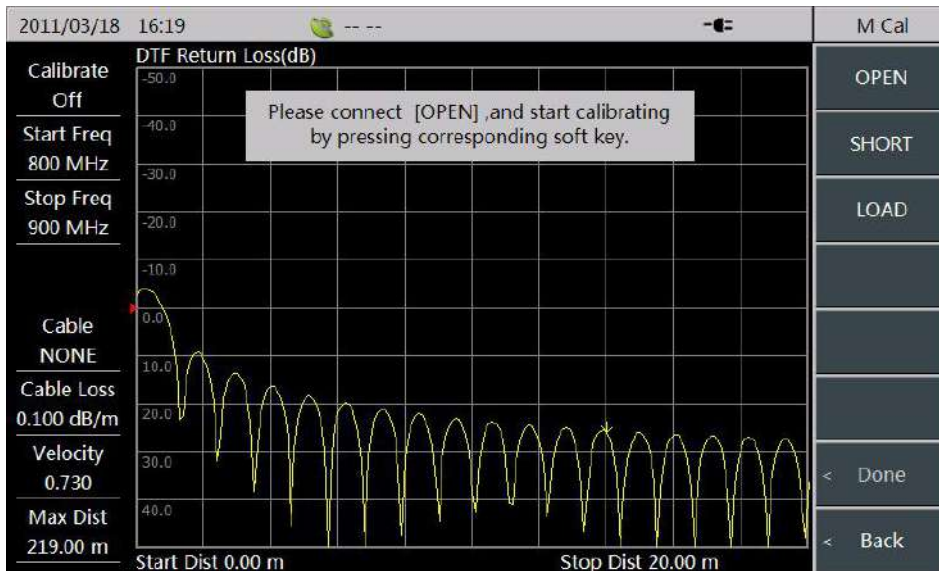 2011/03/18 16:19 -- -- M Cal
DTF Return Loss(dB)
Calibrate
Off
Start Freq
800 MHz
Stop Freq
900 MHz
Cable
NONE
Cable Loss
0.100 dB/m
Velocity
0.730
Max Dist
219.00 m
-50.0
-40.0
-30.0
-20.0
-10.0
0.0
10.0
20.0
30.0
40.0
Please connect [OPEN] ,and start calibrating
by pressing corresponding soft key.
Start Dist 0.00 m Stop Dist 20.00 m
OPEN
SHORT
LOAD
< Done
< Back